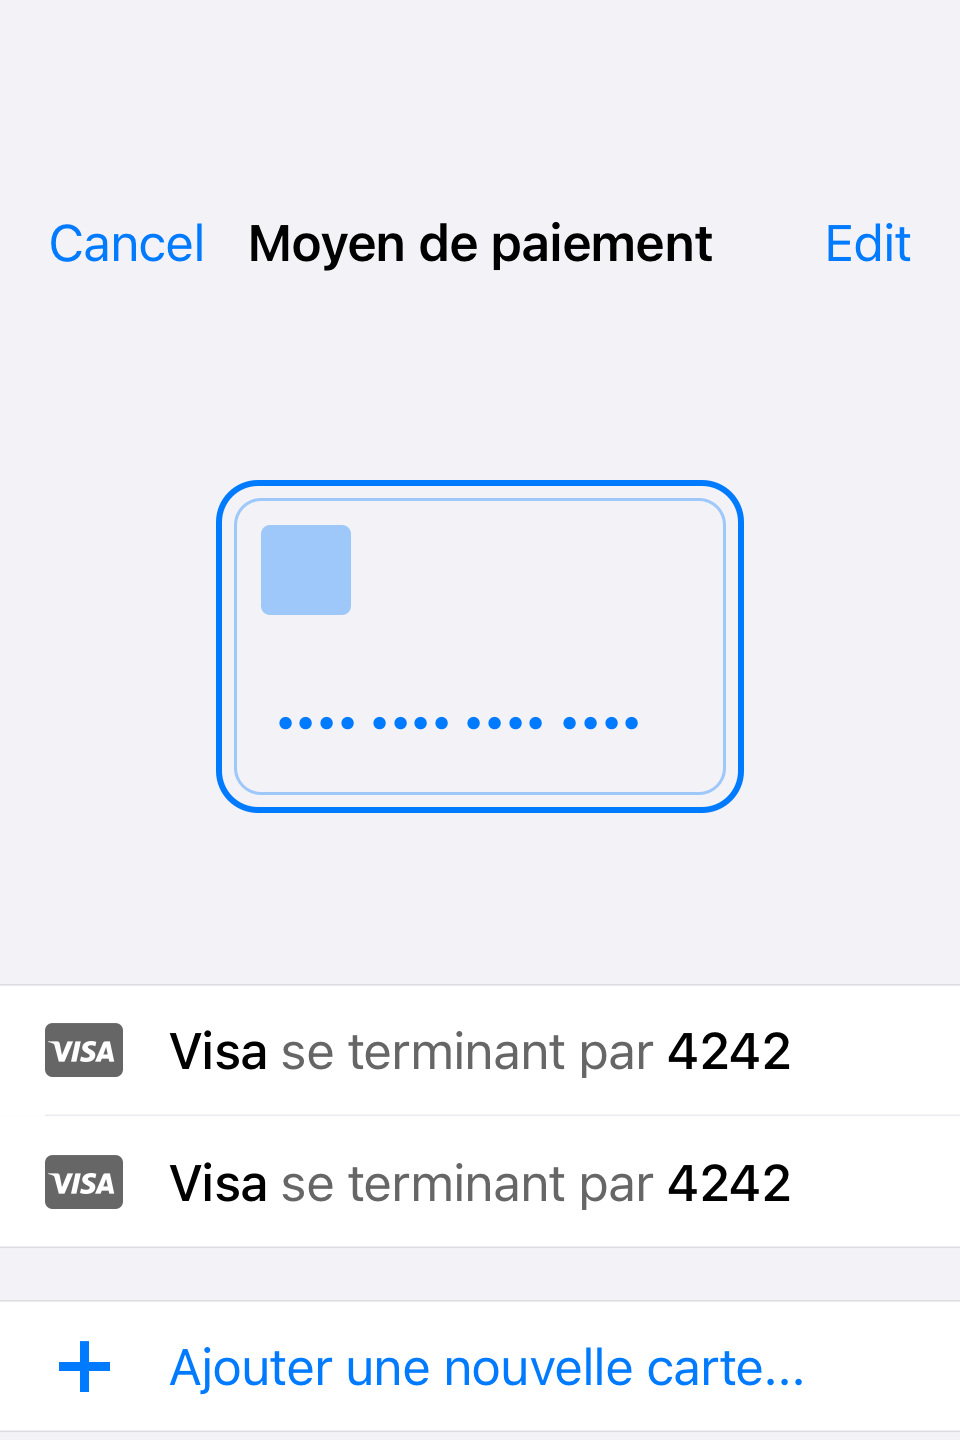 Cancel Moyen de paiement Edit
•••• •••• •••• ••••
VISA Visa se terminant par 4242
VISA Visa se terminant par 4242
+ Ajouter une nouvelle carte...